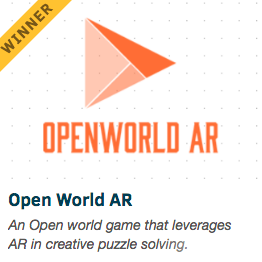 WINNER
OPENWORLD AR
Open World AR
An Open world game that leverages
AR in creative puzzle solving.